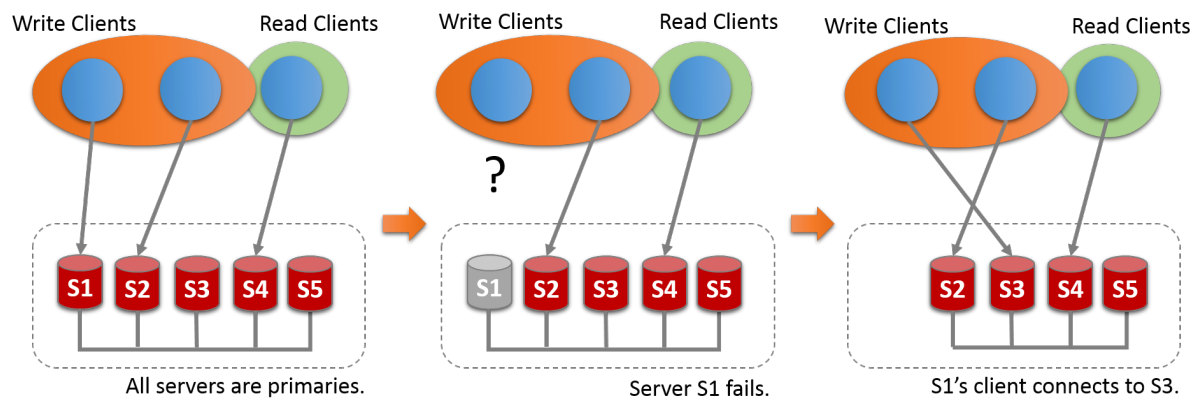 Write Clients
Read Clients
S1
S2
S3
S4
S5
All servers are primaries.
Write Clients
Read Clients
?
S1
S2
S3
S4
S5
Server S1 fails.
Write Clients
Read Clients
S2
S3
S4
S5
S1's client connects to S3.